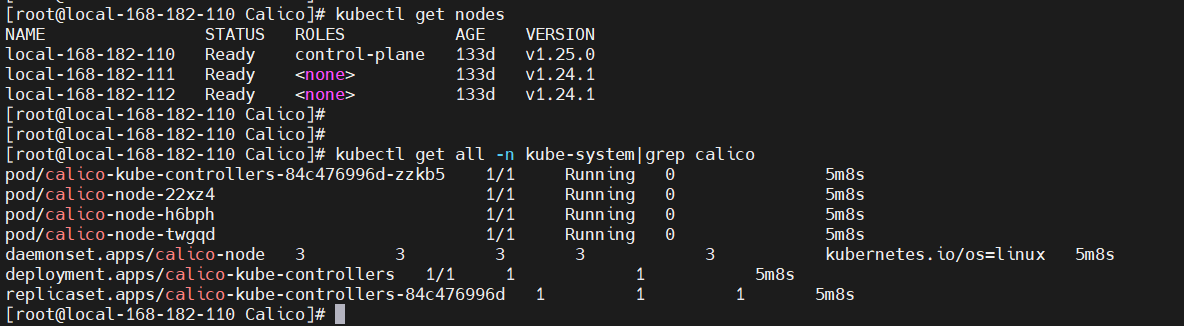 [root@local-168-182-110 Calico]# kubectl get nodes
NAME                STATUS   ROLES           AGE    VERSION
local-168-182-110   Ready    control-plane   133d   v1.25.0
local-168-182-111   Ready    <none>          133d   v1.24.1
local-168-182-112   Ready    <none>          133d   v1.24.1
[root@local-168-182-110 Calico]#
[root@local-168-182-110 Calico]#
[root@local-168-182-110 Calico]# kubectl get all -n kube-system|grep calico
pod/calico-kube-controllers-84c476996d-zzkb5    1/1     Running   0               5m8s
pod/calico-node-22xz4                           1/1     Running   0               5m8s
pod/calico-node-h6bph                           1/1     Running   0               5m8s
pod/calico-node-twgqd                           1/1     Running   0               5m8s
daemonset.apps/calico-node   3         3         3       3            3           kubernetes.io/os=linux   5m8s
deployment.apps/calico-kube-controllers   1/1     1            1           5m8s
replicaset.apps/calico-kube-controllers-84c476996d   1         1         1       5m8s
[root@local-168-182-110 Calico]#